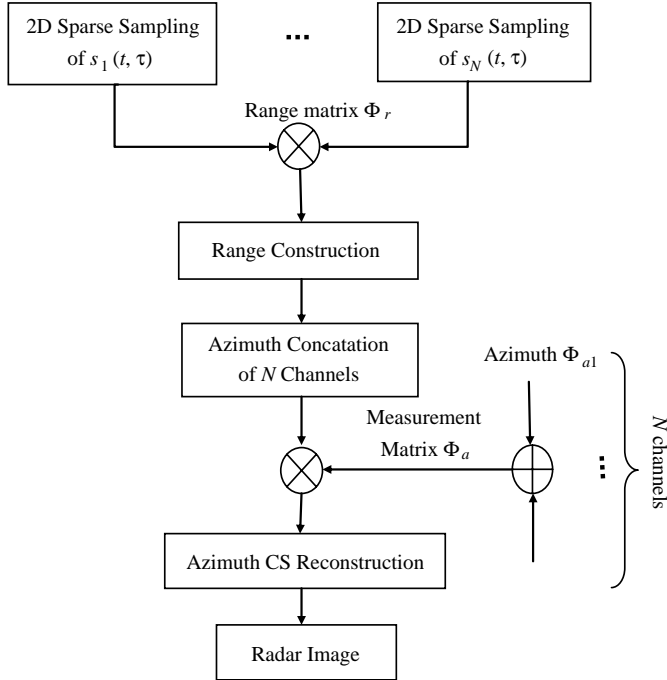 2D Sparse Sampling
of s1 (t, τ)
...
2D Sparse Sampling
of sN (t, τ)
Range matrix Φr
Range Construction
Azimuth Concatation
of N Channels
Azimuth Φa1
Measurement
Matrix Φa
...
N channels
Azimuth CS Reconstruction
Radar Image